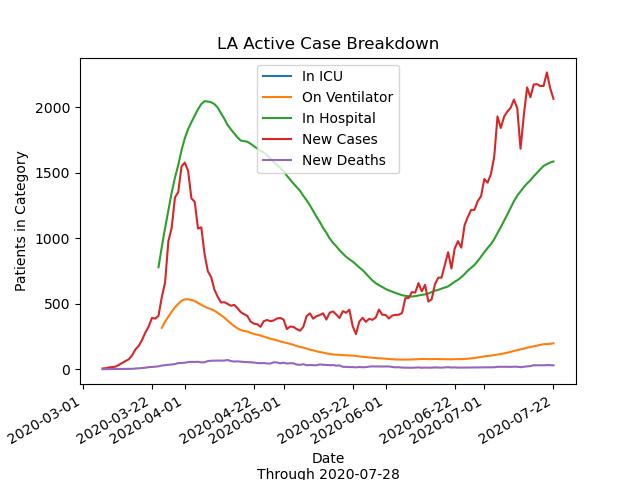 LA Active Case Breakdown
In ICU
On Ventilator
In Hospital
New Cases
New Deaths
Patients in Category
2000
1500
1000
500
0
2020-03-01
2020-03-22
2020-04-01
2020-04-22
2020-05-01
2020-05-22
2020-06-01
2020-06-22
2020-07-01
2020-07-22
Date
Through 2020-07-28